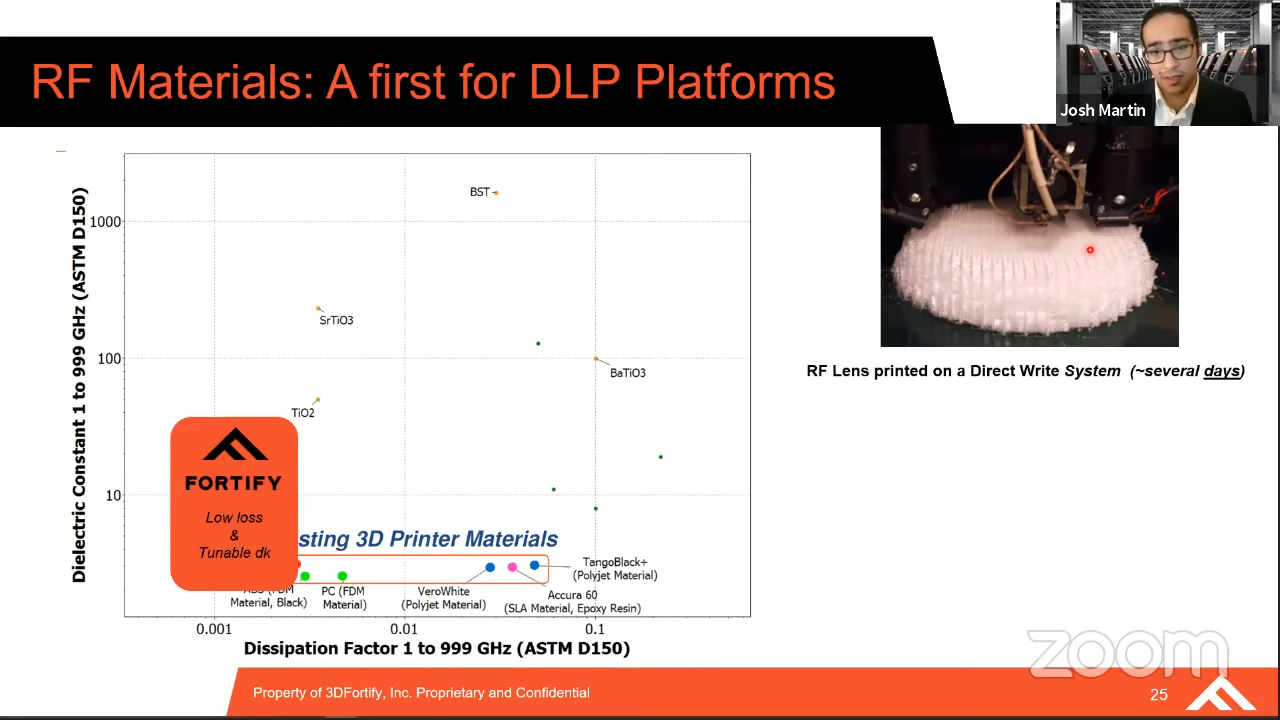 RF Materials: A first for DLP Platforms
Josh Martin
Dielectric Constant 1 to 999 GHz (ASTM D150)
1000
100
10
BST
SrTiO3
BaTiO3
TiO2
FORTIFY
Low loss
&
Tunable dk
sting 3D Printer Materials
TangoBlack+
(Polyjet Material)
ABS (FDM
Material, Black)
PC (FDM
Material)
VeroWhite
(Polyjet Material)
Accura 60
(SLA Material, Epoxy Resin)
0.001
0.01
0.1
Dissipation Factor 1 to 999 GHz (ASTM D150)
RF Lens printed on a Direct Write System (~several days)
zoom
Property of 3DFortify, Inc. Proprietary and Confidential
25